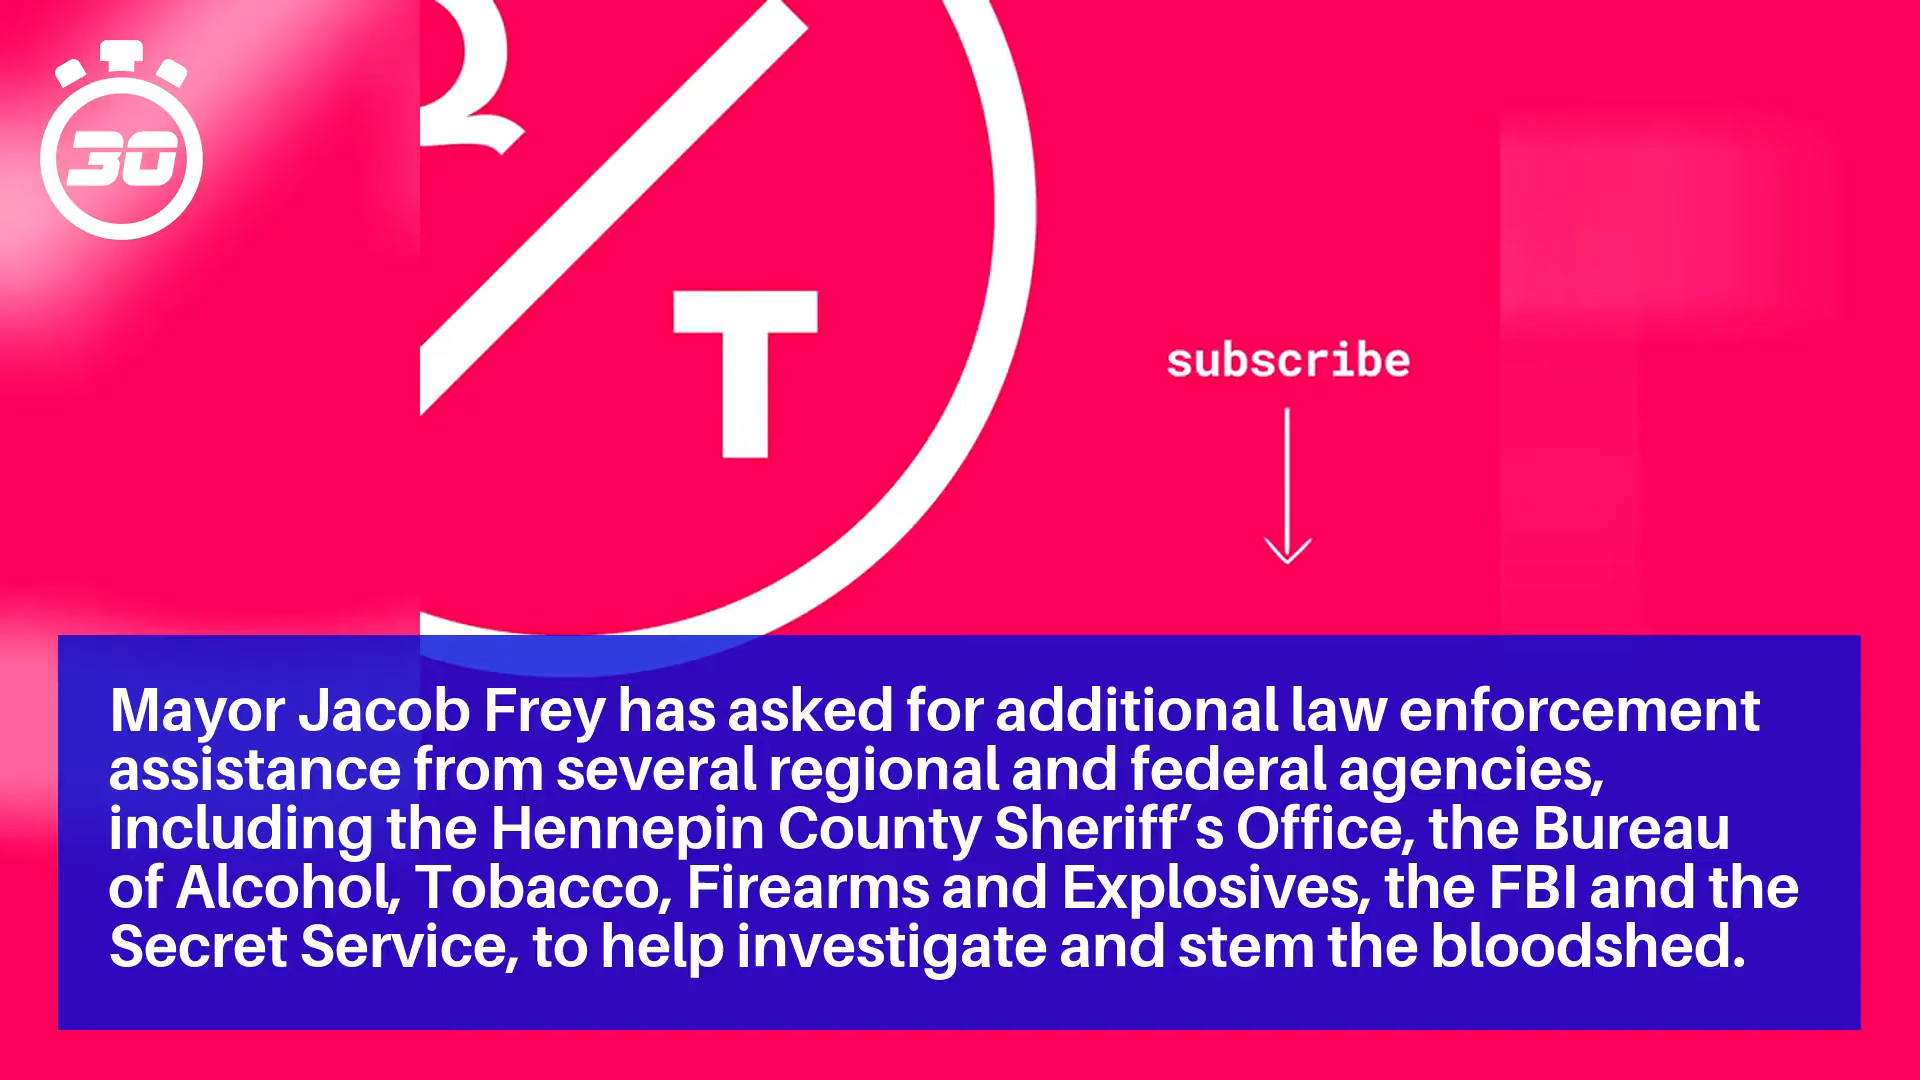 30
T
subscribe
Mayor Jacob Frey has asked for additional law enforcement
assistance from several regional and federal agencies,
including the Hennepin County Sheriff’s Office, the Bureau
of Alcohol, Tobacco, Firearms and Explosives, the FBI and the
Secret Service, to help investigate and stem the bloodshed.